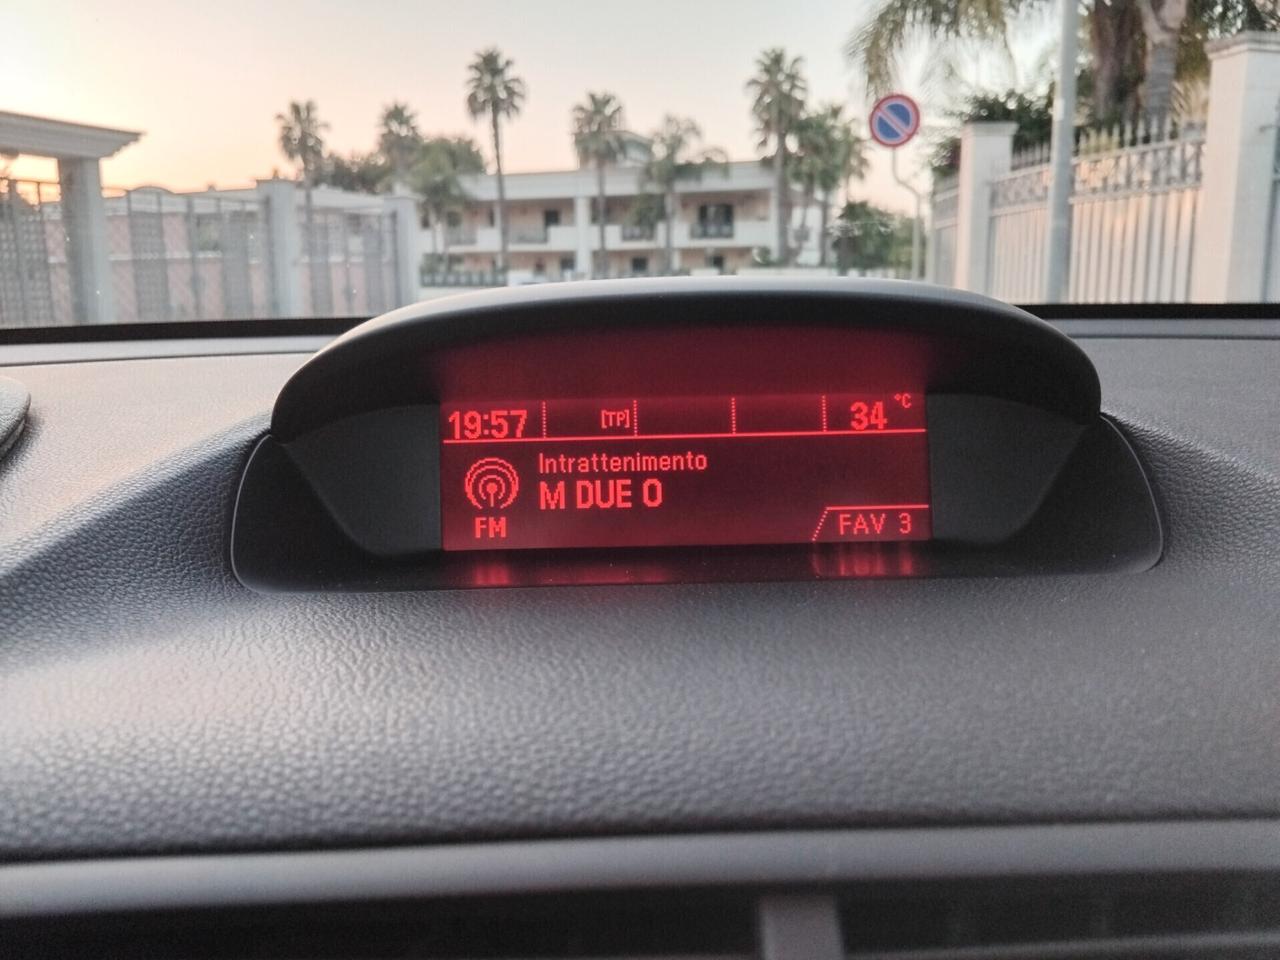 19:57 [TP] 34 °C
Intrattenimento
M DUE O
FM
FAV 3